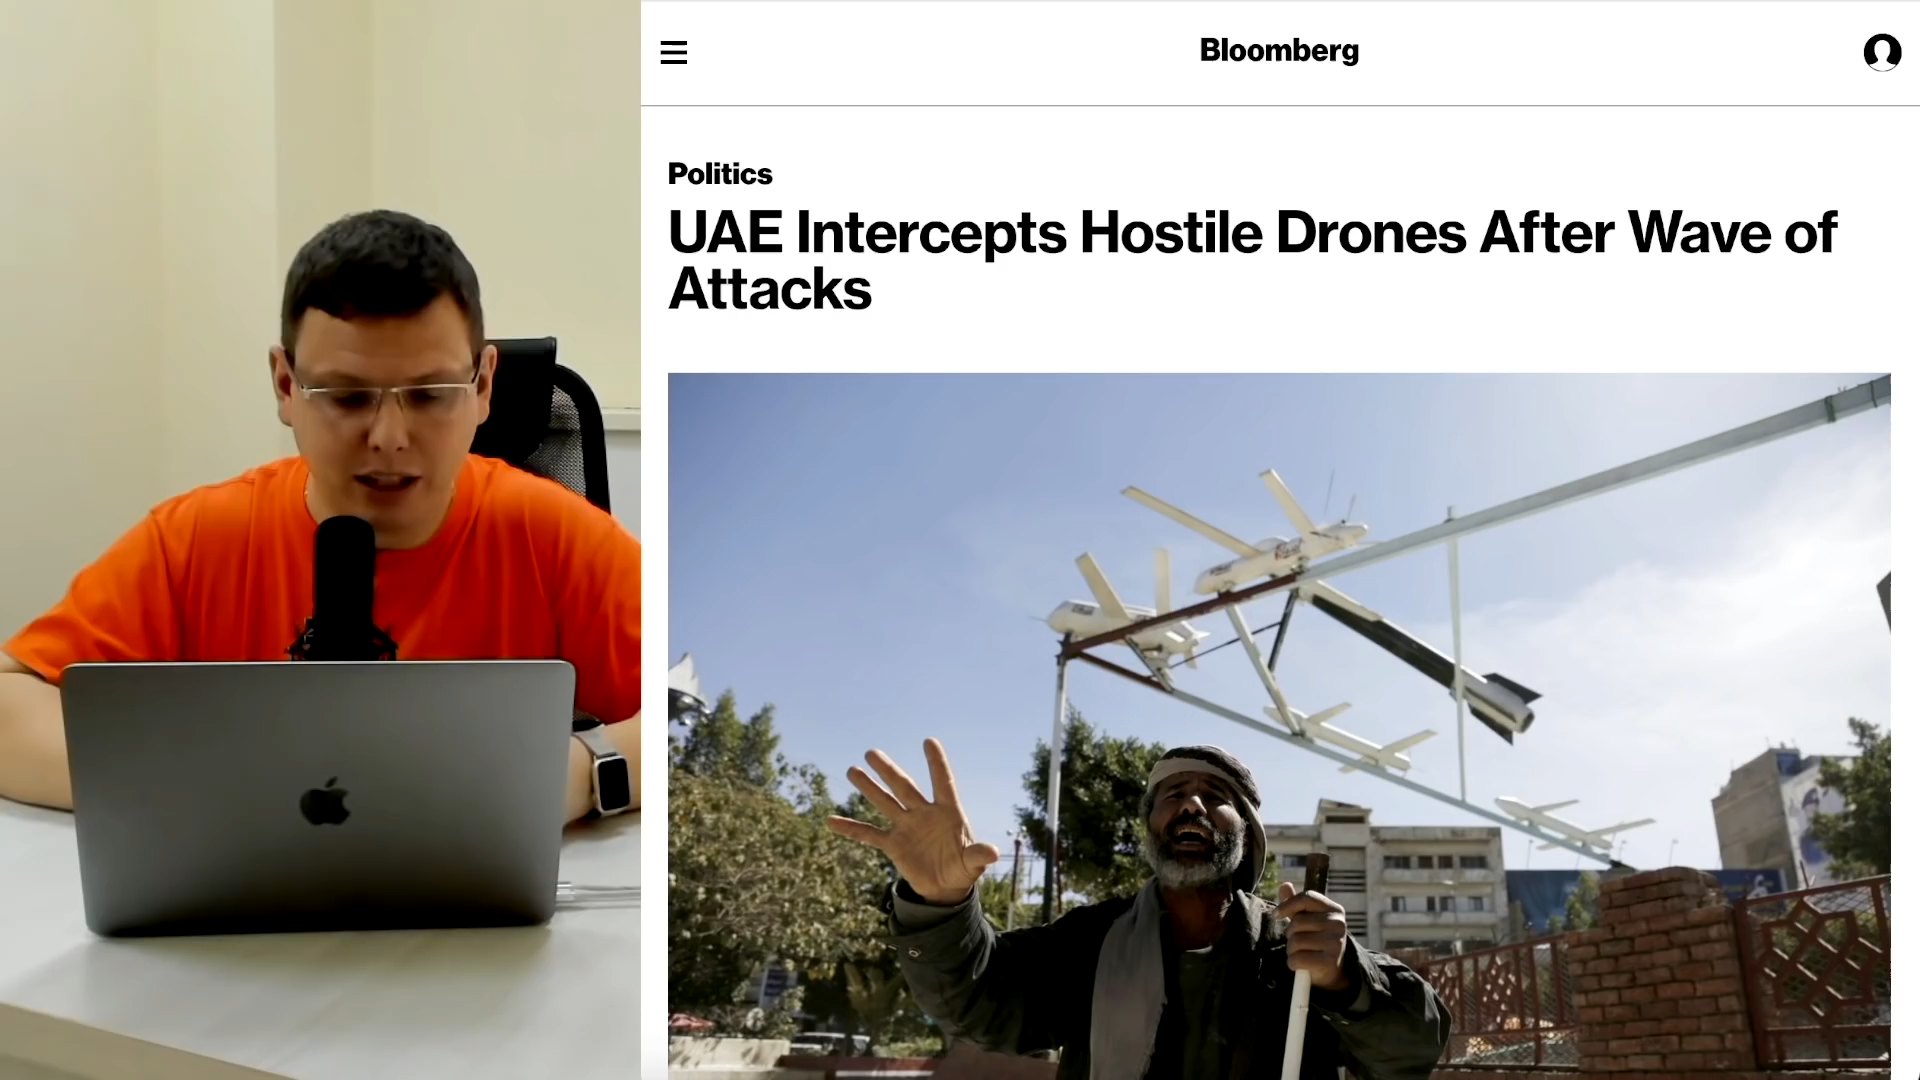 Bloomberg
Politics
UAE Intercepts Hostile Drones After Wave of
Attacks